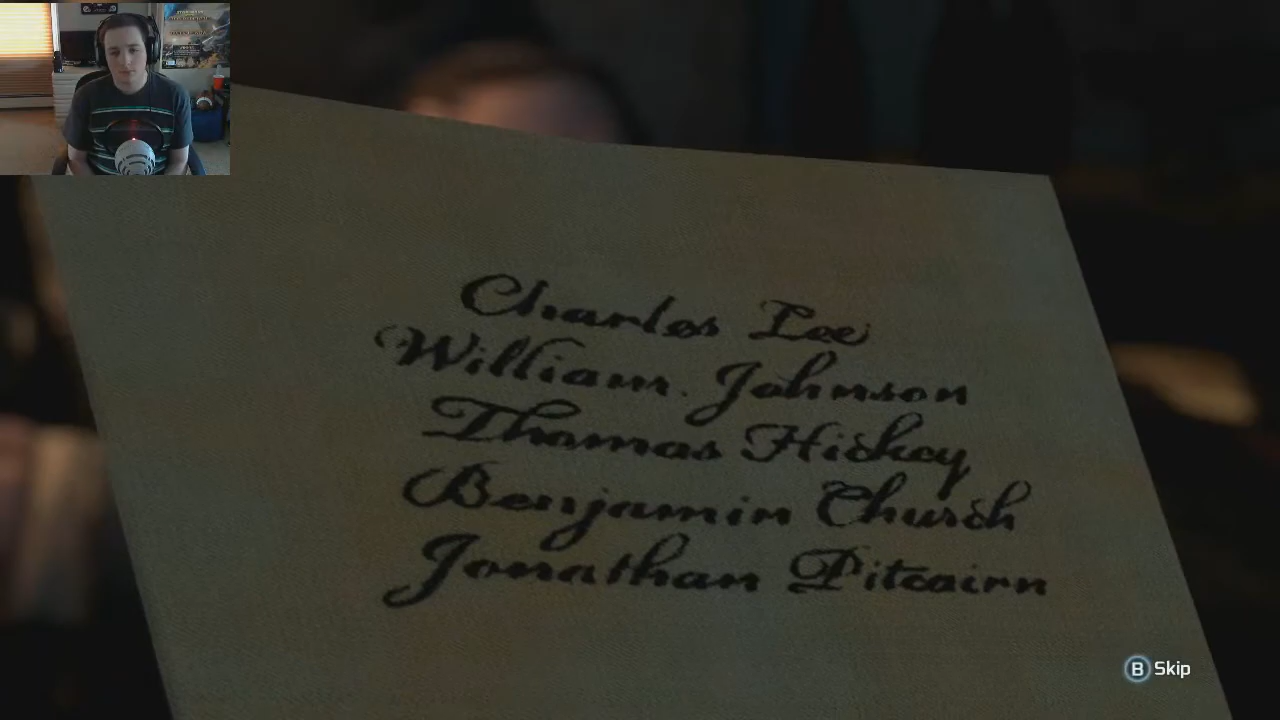 Charles Lee
William Johnson
Thomas Hickey
Benjamin Church
Jonathan Pitcairn
B Skip